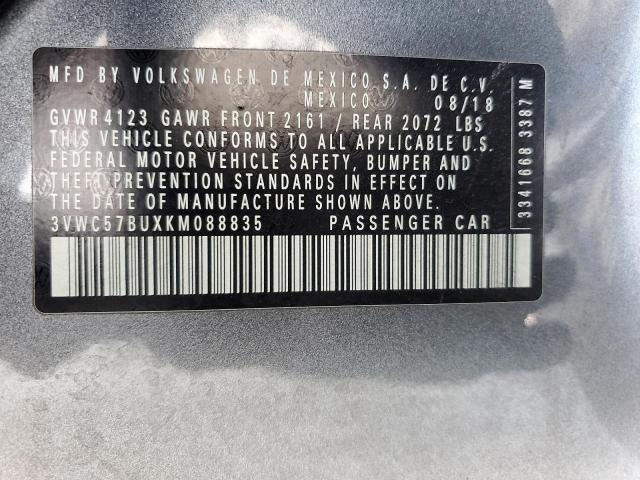 MFD BY VOLKSWAGEN DE MEXICO S.A. DE C.V.
MEXICO 08/18
GVWR 4123 GAWR FRONT 2161 / REAR 2072 LBS
THIS VEHICLE CONFORMS TO ALL APPLICABLE U.S.
FEDERAL MOTOR VEHICLE SAFETY, BUMPER AND
THEFT PREVENTION STANDARDS IN EFFECT ON THE
DATE OF MANUFACTURE SHOWN ABOVE.
3VWC57BUXKM088835 PASSENGER CAR
3341668 3387 M